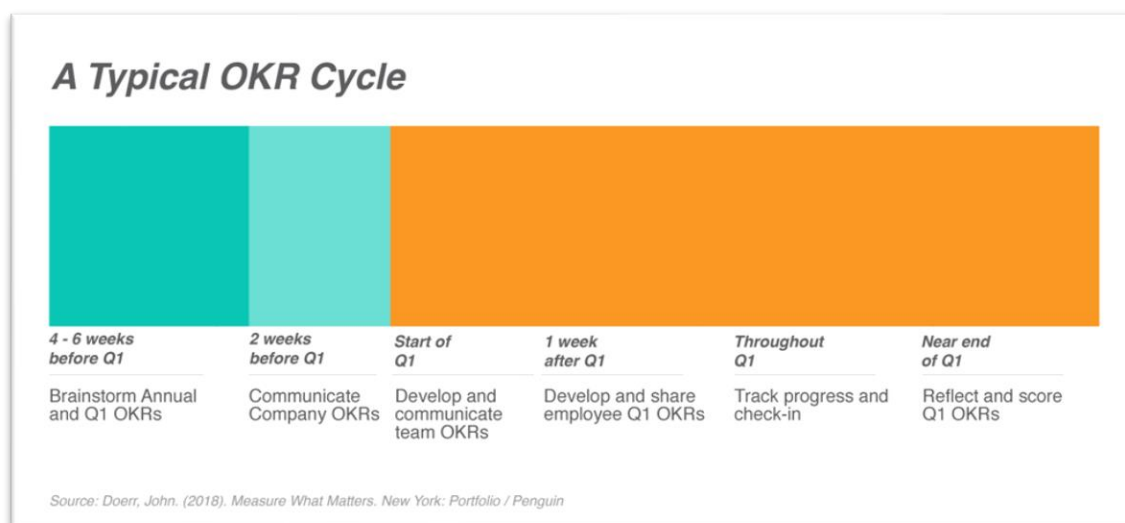 A Typical OKR Cycle
4 - 6 weeks
before Q1
Brainstorm Annual
and Q1 OKRs
2 weeks
before Q1
Communicate
Company OKRs
Start of
Q1
Develop and
communicate
team OKRs
1 week
after Q1
Develop and share
employee Q1 OKRs
Throughout
Q1
Track progress and
check-in
Near end
of Q1
Reflect and score
Q1 OKRs
Source: Doerr, John. (2018). Measure What Matters. New York: Portfolio / Penguin